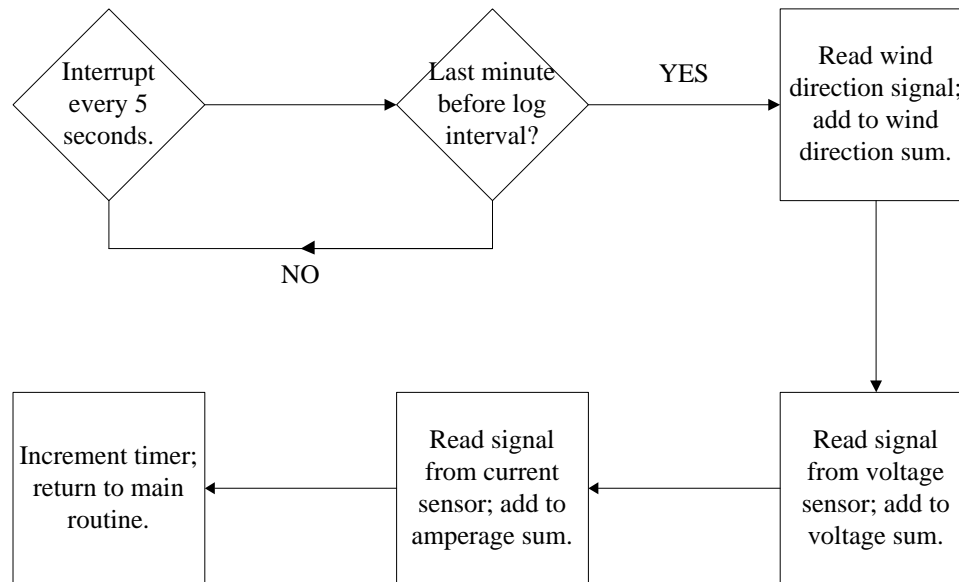 Interrupt
every 5
seconds.
Last minute
before log
interval?
YES
Read wind
direction signal;
add to wind
direction sum.
NO
Increment timer;
return to main
routine.
Read signal
from current
sensor; add to
amperage sum.
Read signal
from voltage
sensor; add to
voltage sum.